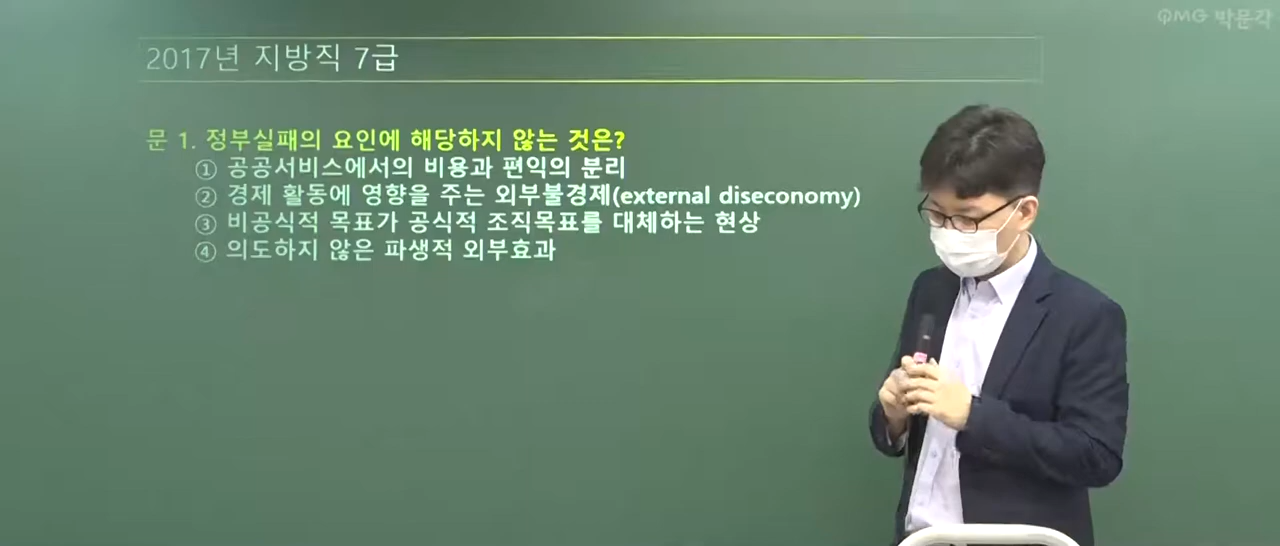 PMG 박문각
2017년 지방직 7급
문 1. 정부실패의 요인에 해당하지 않는 것은?
① 공공서비스에서의 비용과 편익의 분리
② 경제 활동에 영향을 주는 외부불경제(external diseconomy)
③ 비공식적 목표가 공식적 조직목표를 대체하는 현상
④ 의도하지 않은 파생적 외부효과